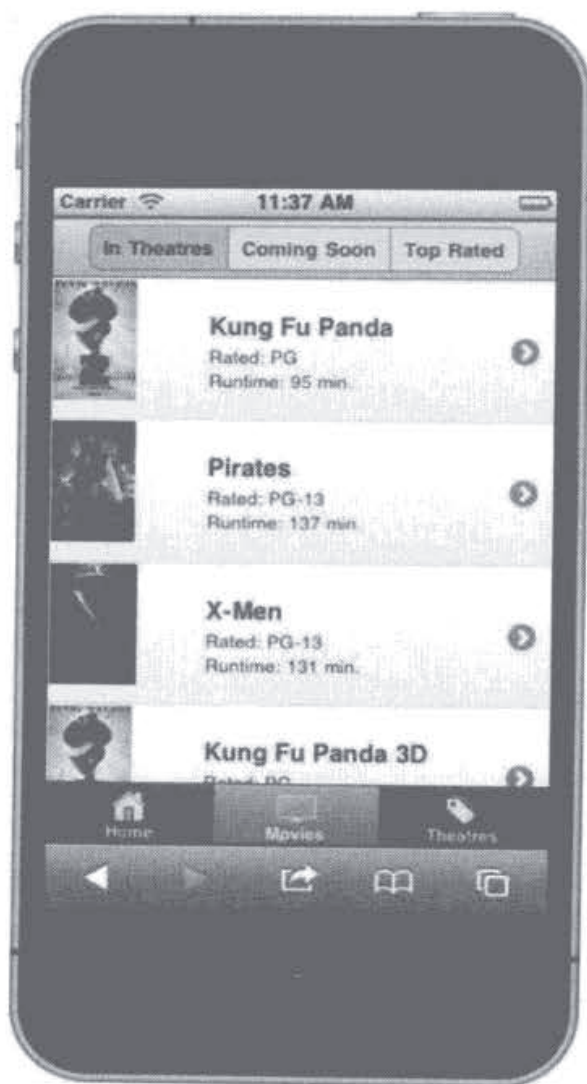 Carrier 11:37 AM
In Theatres Coming Soon Top Rated
Kung Fu Panda
Rated: PG
Runtime: 95 min.
Pirates
Rated: PG-13
Runtime: 137 min.
X-Men
Rated: PG-13
Runtime: 131 min.
Kung Fu Panda 3D
Rated: PG
Home Movies Theatres